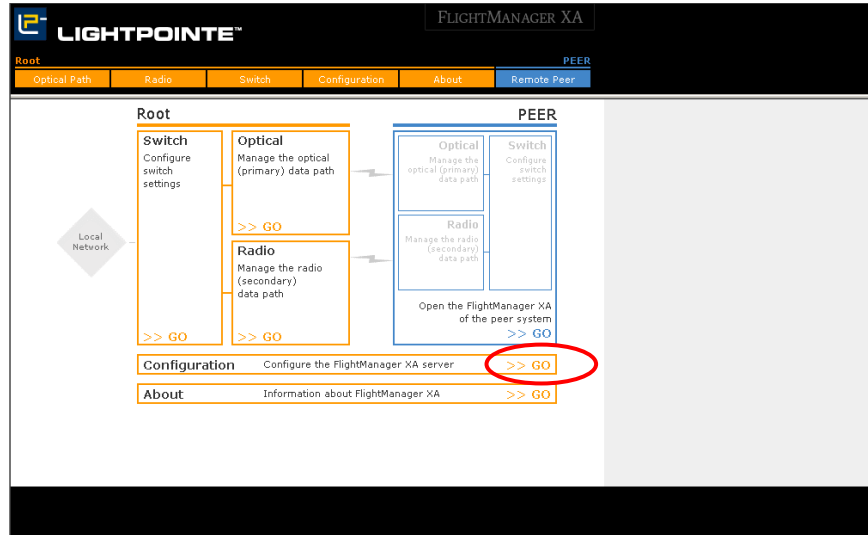 LIGHTPOINTE™
FLIGHTMANAGER XA
Root
PEER
Optical Path
Radio
Switch
Configuration
About
Remote Peer
Root
PEER
Switch
Configure
switch
settings
>> GO
Optical
Manage the optical
(primary) data path
>> GO
Radio
Manage the radio
(secondary)
data path
>> GO
Local
Network
Optical
Manage the
optical (primary)
data path
Switch
Configure
switch
settings
Radio
Manage the radio
(secondary)
data path
Open the FlightManager XA
of the peer system
>> GO
Configuration Configure the FlightManager XA server >> GO
About Information about FlightManager XA >> GO